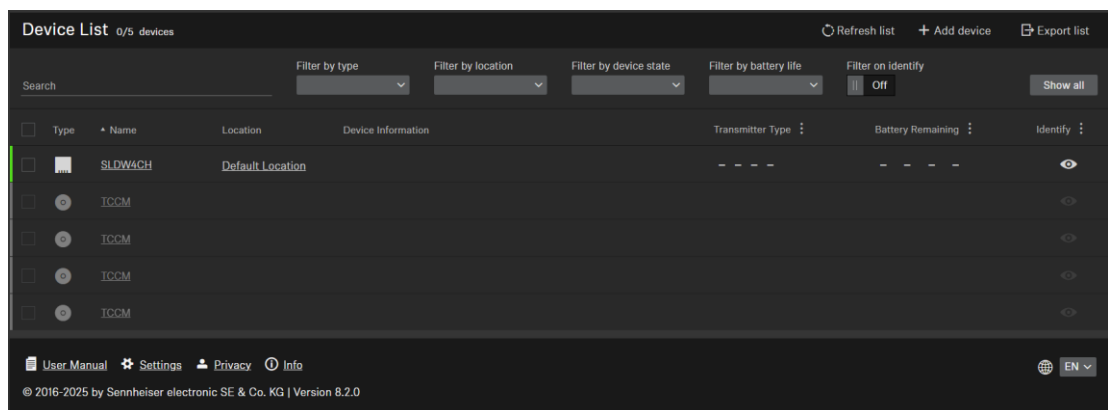 Device List 0/5 devices
Refresh list
Add device
Export list
Search
Filter by type
Filter by location
Filter by device state
Filter by battery life
Filter on identify
Off
Show all
Type Name Location Device Information Transmitter Type Battery Remaining Identify
SLDW4CH Default Location - - - - - - - -
TCCM
TCCM
TCCM
TCCM
User Manual Settings Privacy Info
EN
© 2016-2025 by Sennheiser electronic SE & Co. KG | Version 8.2.0